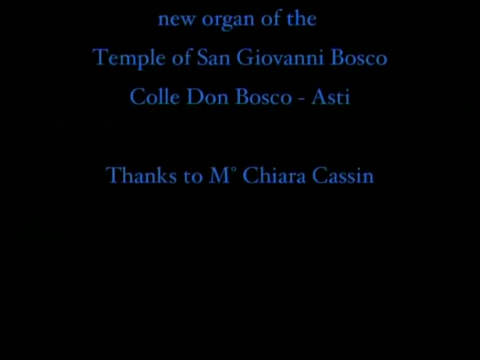 new organ of the
Temple of San Giovanni Bosco
Colle Don Bosco - Asti
Thanks to M° Chiara Cassin